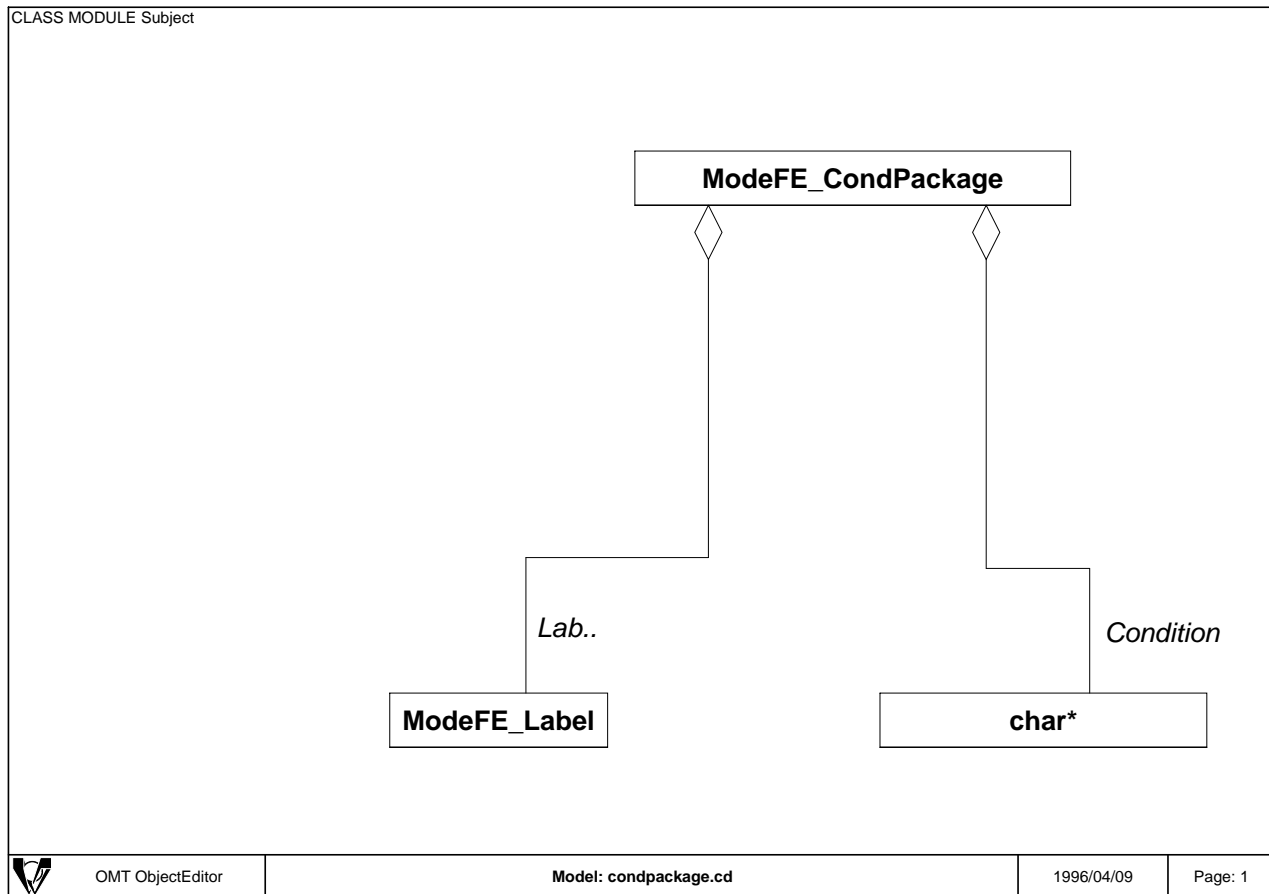 CLASS MODULE Subject
ModeFE_CondPackage
Lab..
Condition
ModeFE_Label
char*
OMT ObjectEditor
Model: condpackage.cd
1996/04/09
Page: 1